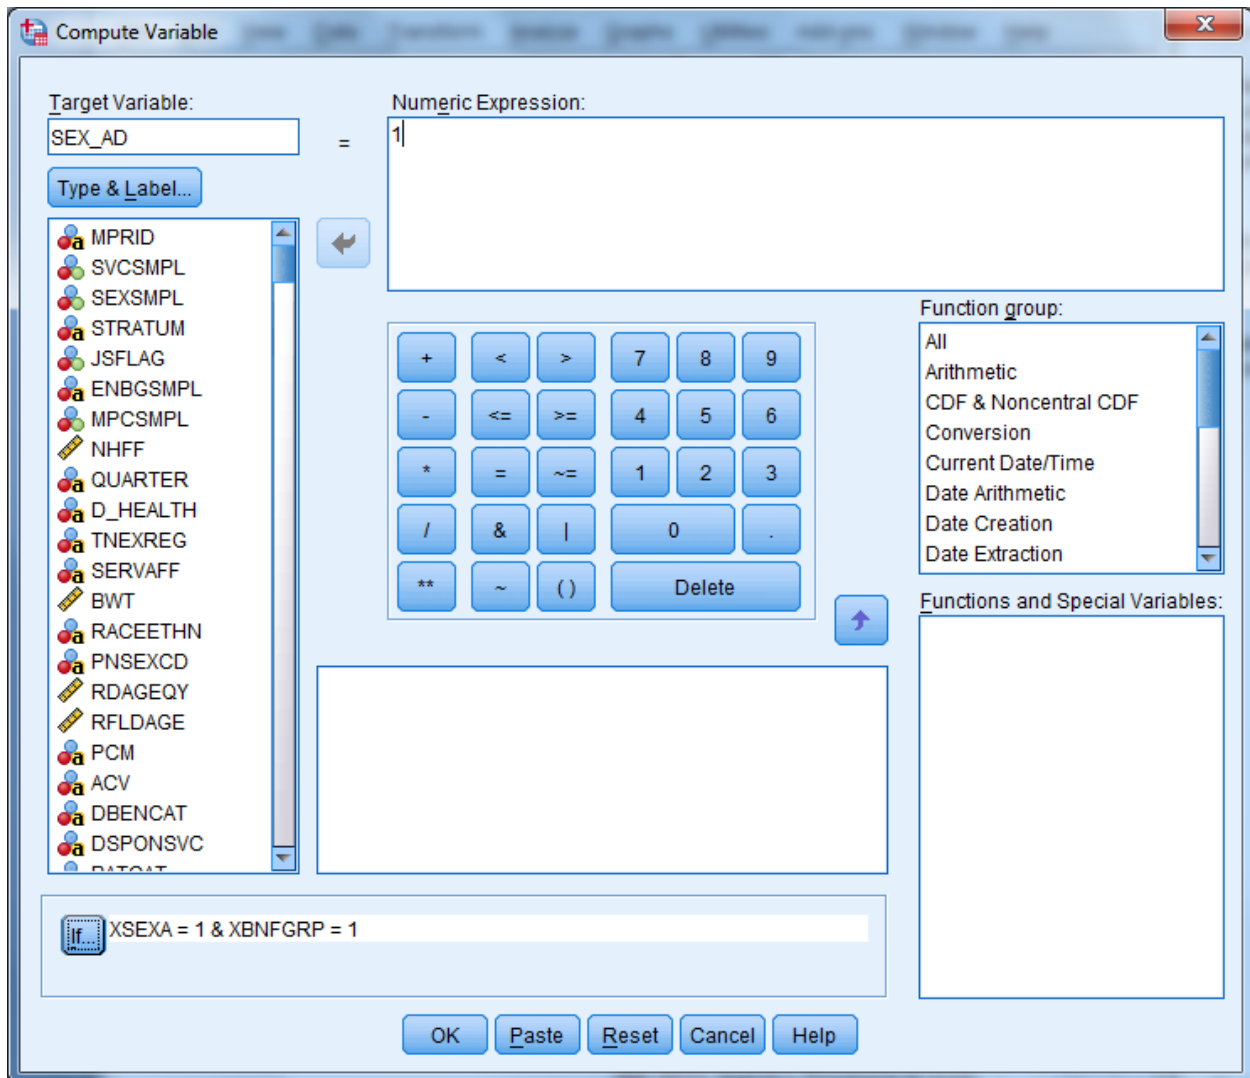 Compute Variable
Target Variable:
SEX_AD
=
Numeric Expression:
1
Type & Label...
MPRID
SVCSMPL
SEXSMPL
STRATUM
JSFLAG
ENBGSMPL
MPCSMPL
NHFF
QUARTER
D_HEALTH
TNEXREG
SERVAFF
BWT
RACEETHN
PNSEXCD
RDAGEQY
RFLDAGE
PCM
ACV
DBENCAT
DSPONSVC
+ < > 7 8 9
- <= >= 4 5 6
* = ~= 1 2 3
/ & | 0 .
** ~ ( ) Delete
Function group:
All
Arithmetic
CDF & Noncentral CDF
Conversion
Current Date/Time
Date Arithmetic
Date Creation
Date Extraction
Functions and Special Variables:
If... XSEXA = 1 & XBNFGRP = 1
OK Paste Reset Cancel Help